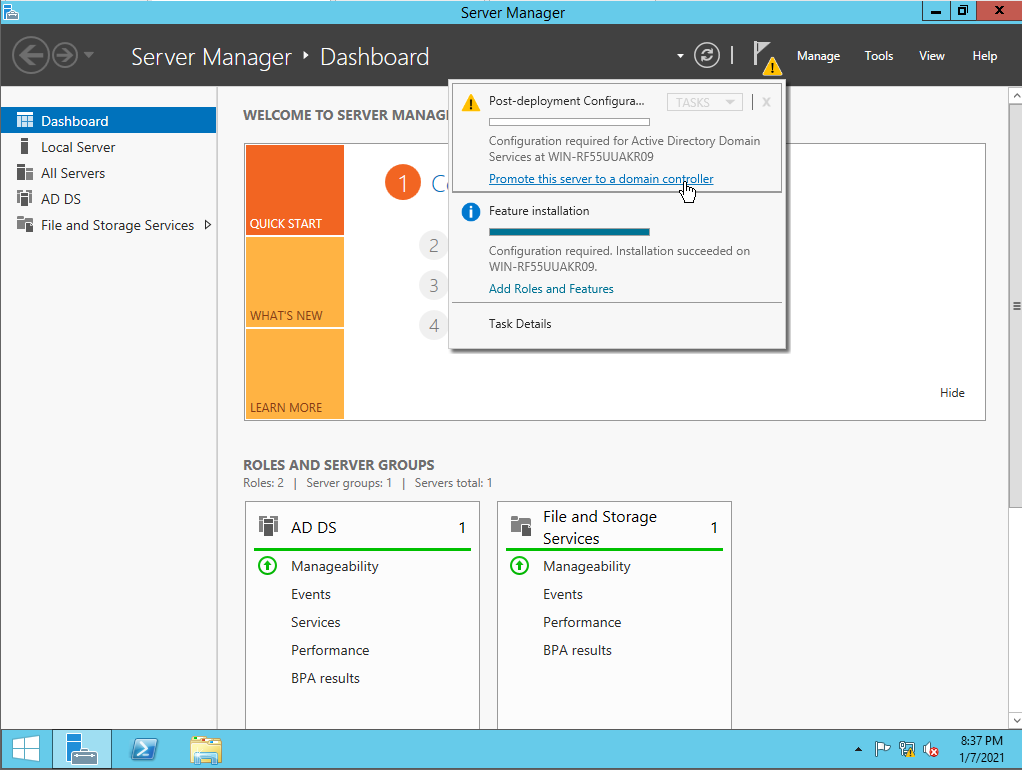 Server Manager
Server Manager ‣ Dashboard
Manage
Tools
View
Help
Dashboard
Local Server
All Servers
AD DS
File and Storage Services
WELCOME TO SERVER MANAG
QUICK START
WHAT'S NEW
LEARN MORE
1
2
3
4
Post-deployment Configura...
TASKS
X
Configuration required for Active Directory Domain
Services at WIN-RF55UUAKR09
Promote this server to a domain controller
Feature installation
Configuration required. Installation succeeded on
WIN-RF55UUAKR09.
Add Roles and Features
Task Details
Hide
ROLES AND SERVER GROUPS
Roles: 2 | Server groups: 1 | Servers total: 1
AD DS 1
Manageability
Events
Services
Performance
BPA results
File and Storage
Services
1
Manageability
Events
Performance
BPA results
8:37 PM
1/7/2021